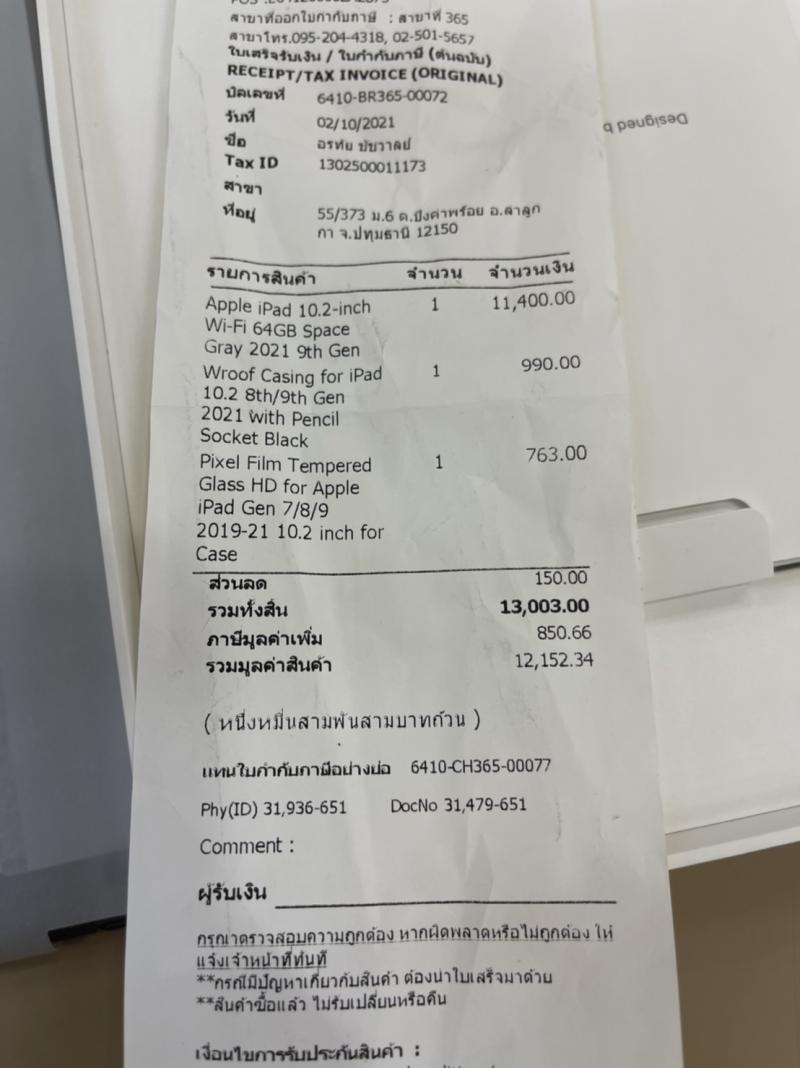 สาขาที่ออกใบกำกับภาษี : สาขาที่ 365
สาขาโทร.095-204-4318, 02-501-5657
ใบเสร็จรับเงิน / ใบกำกับภาษี (ต้นฉบับ)
RECEIPT/TAX INVOICE (ORIGINAL)
บิลเลขที่ 6410-BR365-00072
วันที่ 02/10/2021
ชื่อ อรทัย
Tax ID 1302500011173
สาขา
ที่อยู่ 55/373 ม.6 ต.บึงคำพร้อย อ.ลำลูก
กา จ.ปทุมธานี 12150
Designed b
รายการสินค้า จำนวน จำนวนเงิน
Apple iPad 10.2-inch 1 11,400.00
Wi-Fi 64GB Space
Gray 2021 9th Gen
Wroof Casing for iPad 1 990.00
10.2 8th/9th Gen
2021 with Pencil
Socket Black
Pixel Film Tempered 1 763.00
Glass HD for Apple
iPad Gen 7/8/9
2019-21 10.2 inch for
Case
ส่วนลด 150.00
รวมทั้งสิ้น 13,003.00
ภาษีมูลค่าเพิ่ม 850.66
รวมมูลค่าสินค้า 12,152.34
( หนึ่งหมื่นสามพันสามบาทถ้วน )
แทนใบกำกับภาษีอย่างย่อ 6410-CH365-00077
Phy(ID) 31,936-651 DocNo 31,479-651
Comment :
ผู้รับเงิน
กรุณาตรวจสอบความถูกต้อง หากผิดพลาดหรือไม่ถูกต้อง ให้
แจ้งเจ้าหน้าที่ทันที
**กรณีมีปัญหาเกี่ยวกับสินค้า ต้องนำใบเสร็จมาด้วย
**สินค้าซื้อแล้ว ไม่รับเปลี่ยนหรือคืน
เงื่อนไขการรับประกันสินค้า :